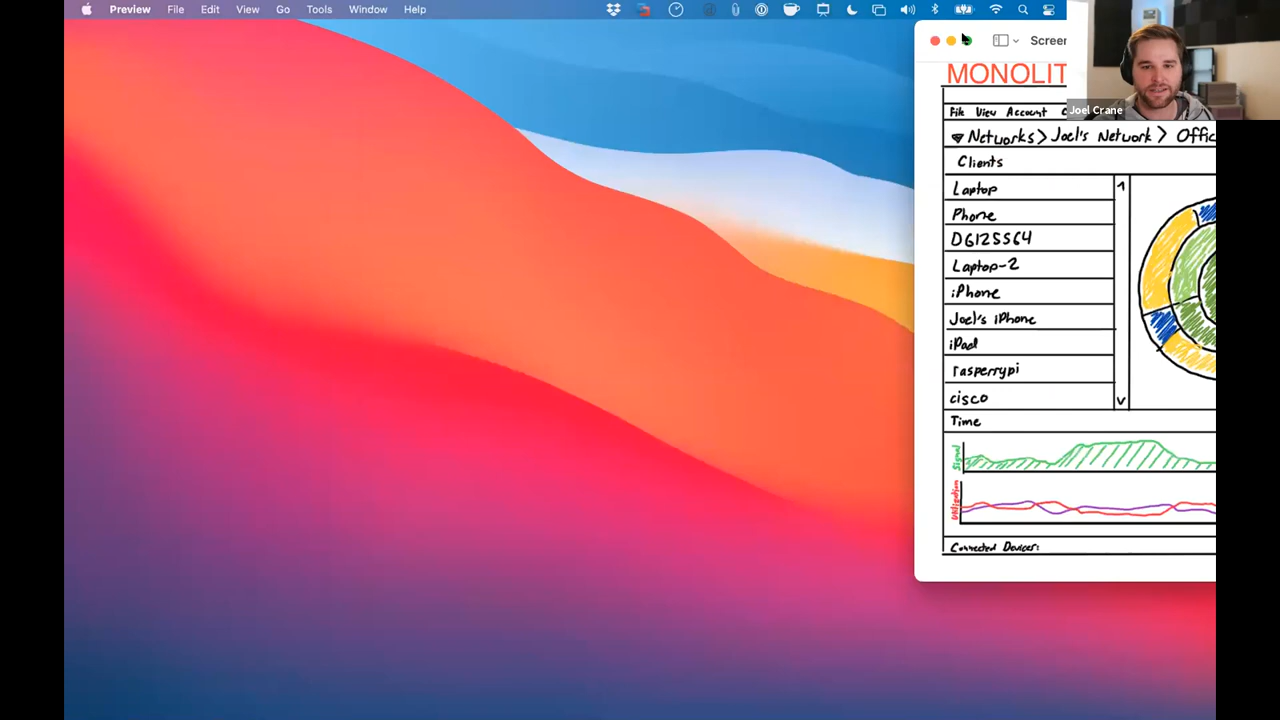 Preview File Edit View Go Tools Window Help
Screen
Joel Crane
MONOLIT
File View Account
Networks > Joel's Network > Offic
Clients
Laptop
Phone
DG125564
Laptop-2
iPhone
Joel's iPhone
iPad
rasperrypi
cisco
Time
Signal
Utilization
Connected Devices: